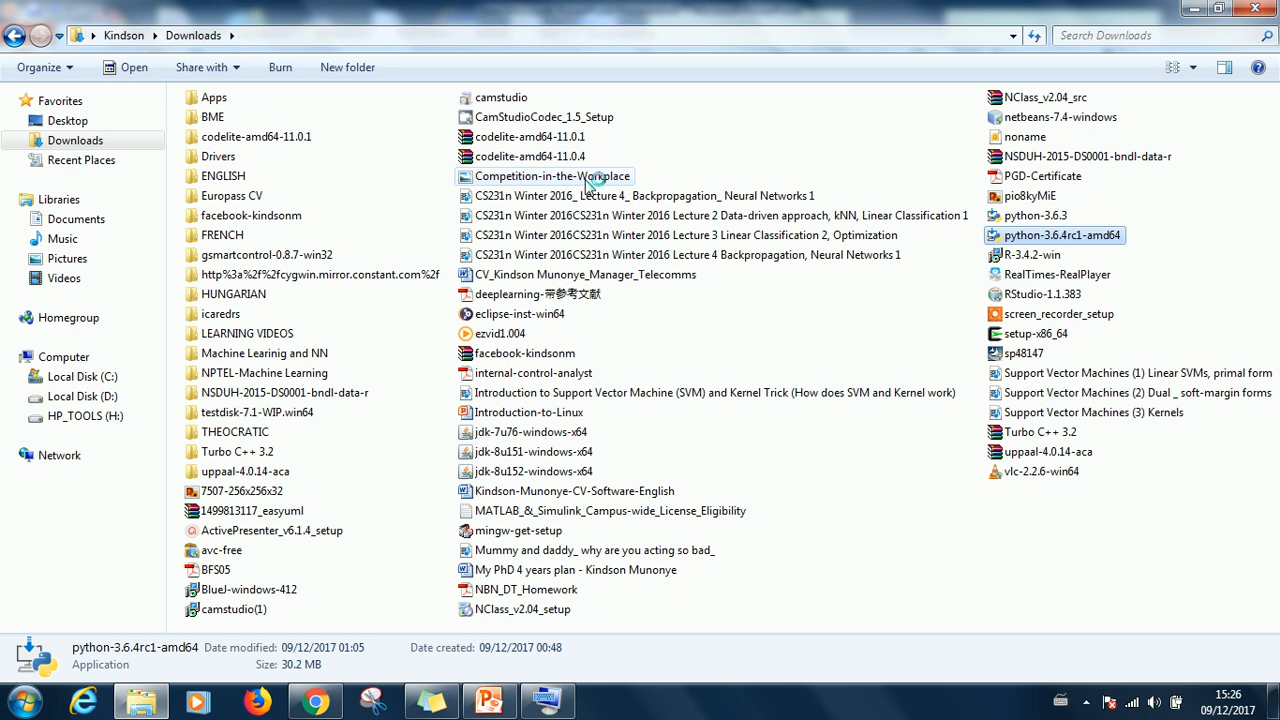 Kindson
Downloads
Search Downloads
Organize
Open
Share with
Burn
New folder
Favorites
Desktop
Downloads
Recent Places
Libraries
Documents
Music
Pictures
Videos
Homegroup
Computer
Local Disk (C:)
Local Disk (D:)
HP_TOOLS (H:)
Network
Apps
BME
codelite-amd64-11.0.1
Drivers
ENGLISH
Europass CV
facebook-kindsonm
FRENCH
gsmartcontrol-0.8.7-win32
http%3a%2f%2fcygwin.mirror.constant.com%2f
HUNGARIAN
icaredrs
LEARNING VIDEOS
Machine Learinig and NN
NPTEL-Machine Learning
NSDUH-2015-DS0001-bndl-data-r
testdisk-7.1-WIP.win64
THEOCRATIC
Turbo C++ 3.2
uppaal-4.0.14-aca
7507-256x256x32
1499813117_easyuml
ActivePresenter_v6.1.4_setup
avc-free
BFS05
BlueJ-windows-412
camstudio(1)
camstudio
CamStudioCodec_1.5_Setup
codelite-amd64-11.0.1
codelite-amd64-11.0.4
Competition-in-the-Workplace
CS231n Winter 2016_ Lecture 4_ Backpropagation_ Neural Networks 1
CS231n Winter 2016CS231n Winter 2016 Lecture 2 Data-driven approach, kNN, Linear Classification 1
CS231n Winter 2016CS231n Winter 2016 Lecture 3 Linear Classification 2, Optimization
CS231n Winter 2016CS231n Winter 2016 Lecture 4 Backpropagation, Neural Networks 1
CV_Kindson Munonye_Manager_Telecomms
deeplearning-带参考文献
eclipse-inst-win64
ezvid1.004
facebook-kindsonm
internal-control-analyst
Introduction to Support Vector Machine (SVM) and Kernel Trick (How does SVM and Kernel work)
Introduction-to-Linux
jdk-7u76-windows-x64
jdk-8u151-windows-x64
jdk-8u152-windows-x64
Kindson-Munonye-CV-Software-English
MATLAB_&_Simulink_Campus-wide_License_Eligibility
mingw-get-setup
Mummy and daddy_ why are you acting so bad_
My PhD 4 years plan - Kindson Munonye
NBN_DT_Homework
NClass_v2.04_setup
NClass_v2.04_src
netbeans-7.4-windows
noname
NSDUH-2015-DS0001-bndl-data-r
PGD-Certificate
pio8kyMiE
python-3.6.3
python-3.6.4rc1-amd64
R-3.4.2-win
RealTimes-RealPlayer
RStudio-1.1.383
screen_recorder_setup
setup-x86_64
sp48147
Support Vector Machines (1) Linear SVMs, primal form
Support Vector Machines (2) Dual _ soft-margin forms
Support Vector Machines (3) Kernels
Turbo C++ 3.2
uppaal-4.0.14-aca
vlc-2.2.6-win64
python-3.6.4rc1-amd64 Date modified: 09/12/2017 01:05 Date created: 09/12/2017 00:48
Application Size: 30.2 MB
15:26
09/12/2017